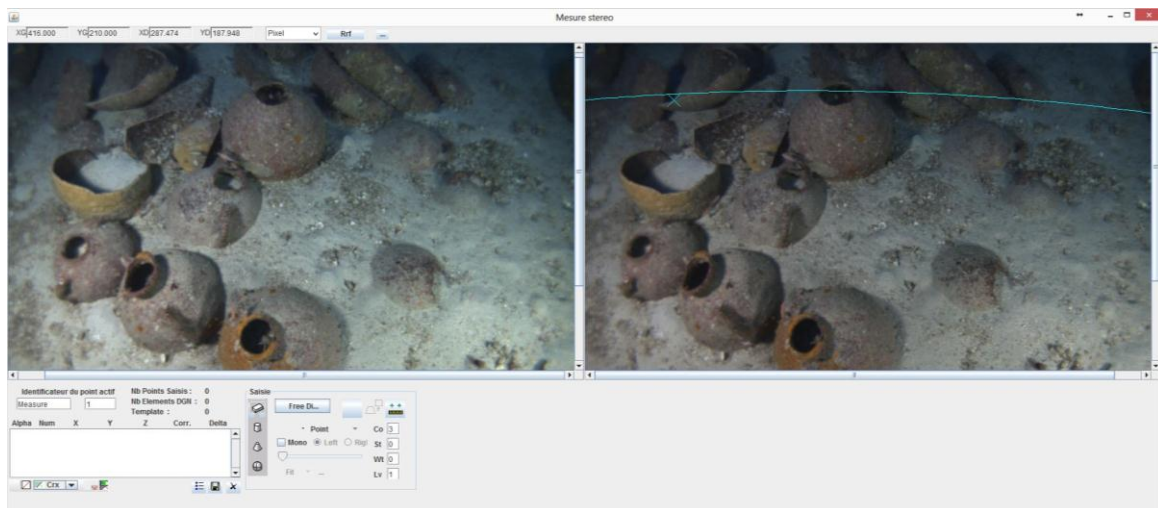 Mesure stereo
XG 416.000 YG 210.000 XD 287.474 YD 187.948 Pixel Rrf ...
Identificateur du point actif Nb Points Saisis : 0 Saisie
Measure 1 Nb Elements DGN : 0 Free Di...
Template : 0
Alpha Num X Y Z Corr. Delta Point Co 3
Mono Left Rig St 0
Wt 0
Fit ... Lv 1
Crx